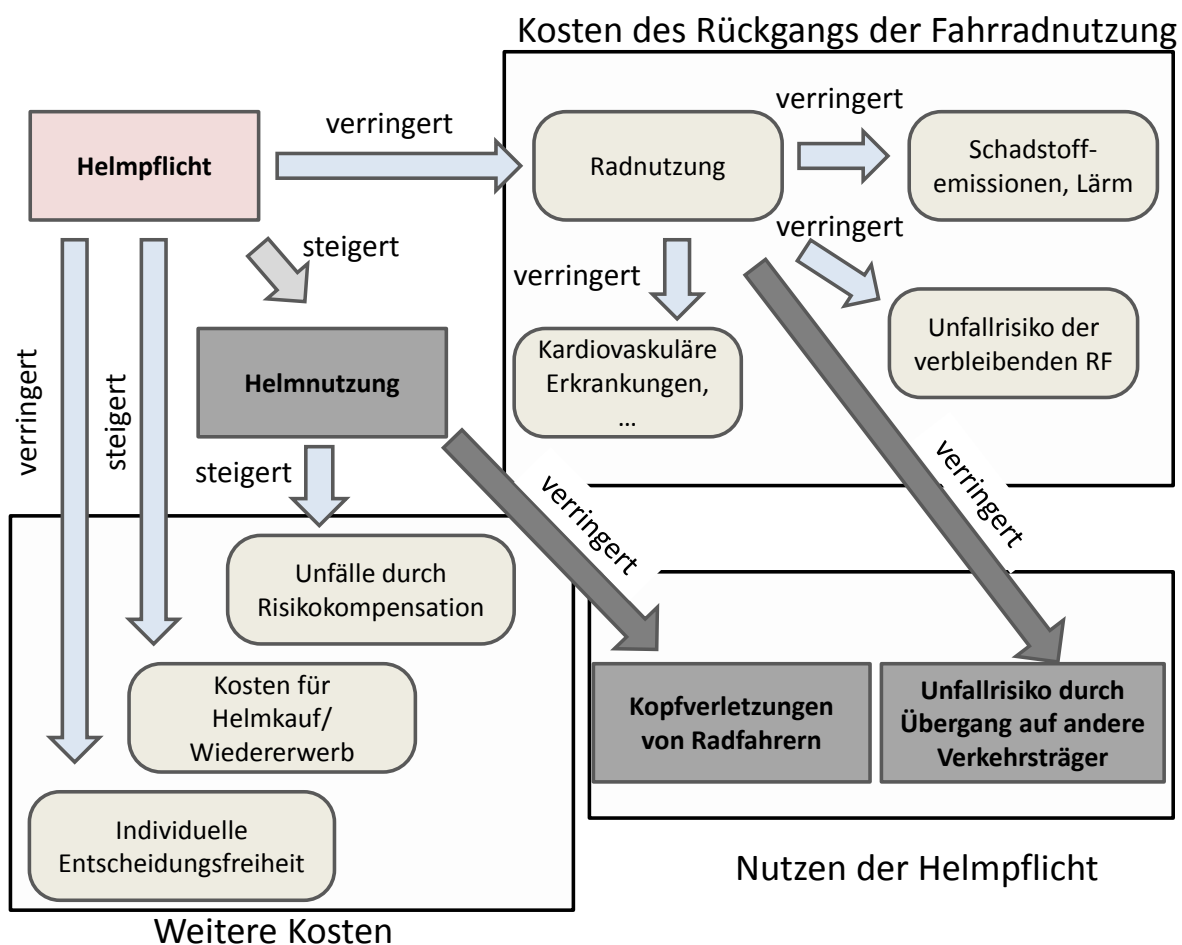 Kosten des Rückgangs der Fahrradnutzung
Helmpflicht
verringert
Radnutzung
verringert
Schadstoff-
emissionen, Lärm
steigert
verringert
verringert
Unfallrisiko der
verbleibenden RF
Kardiovaskuläre
Erkrankungen,
...
verringert
steigert
Helmnutzung
steigert
verringert
verringert
Unfälle durch
Risikokompensation
Kosten für
Helmkauf/
Wiedererwerb
Individuelle
Entscheidungsfreiheit
Weitere Kosten
Kopfverletzungen
von Radfahrern
Unfallrisiko durch
Übergang auf andere
Verkehrsträger
Nutzen der Helmpflicht